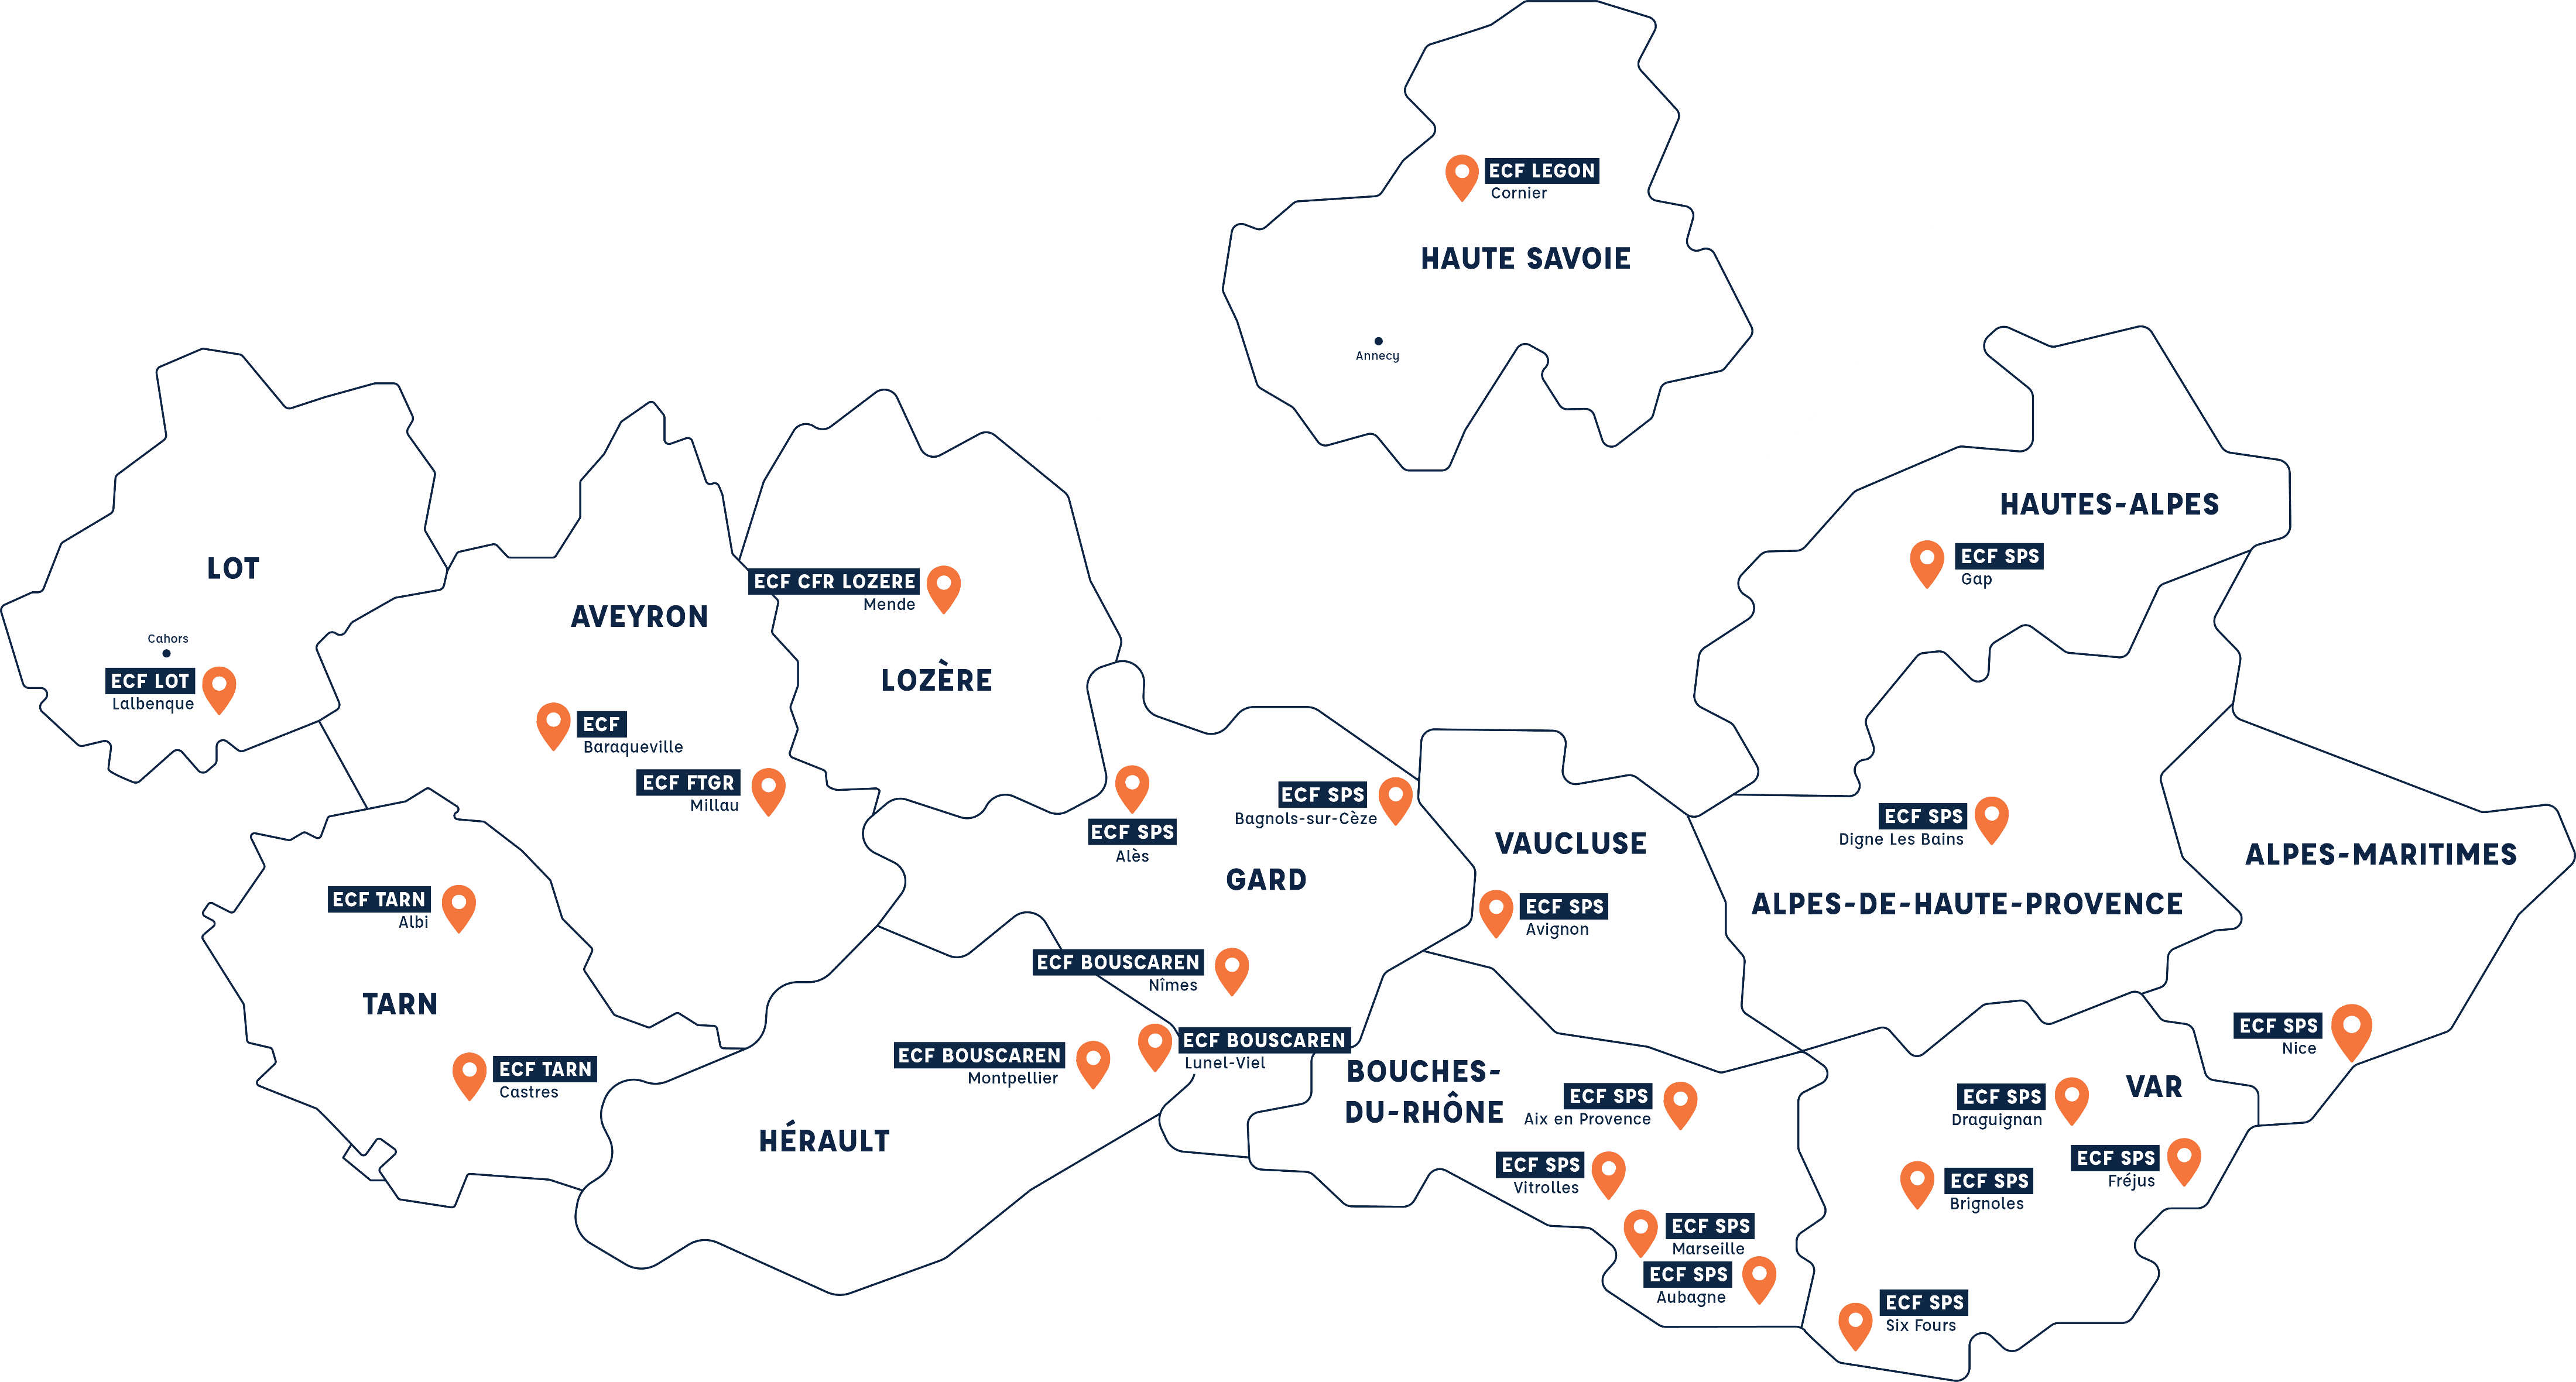 ECF LEGON
Cornier
HAUTE SAVOIE
Annecy
HAUTES-ALPES
ECF SPS
Gap
LOT
Cahors
ECF LOT
Lalbenque
AVEYRON
ECF
Baraqueville
ECF FTGR
Millau
ECF CFR LOZERE
Mende
LOZÈRE
ECF SPS
Alès
ECF SPS
Bagnols-sur-Cèze
GARD
ECF BOUSCAREN
Nîmes
VAUCLUSE
ECF SPS
Avignon
ECF SPS
Digne Les Bains
ALPES-DE-HAUTE-PROVENCE
ALPES-MARITIMES
ECF SPS
Nice
ECF TARN
Albi
TARN
ECF TARN
Castres
ECF BOUSCAREN
Montpellier
ECF BOUSCAREN
Lunel-Viel
HÉRAULT
BOUCHES-
DU-RHÔNE
ECF SPS
Aix en Provence
ECF SPS
Vitrolles
ECF SPS
Marseille
ECF SPS
Aubagne
VAR
ECF SPS
Draguignan
ECF SPS
Fréjus
ECF SPS
Brignoles
ECF SPS
Six Fours